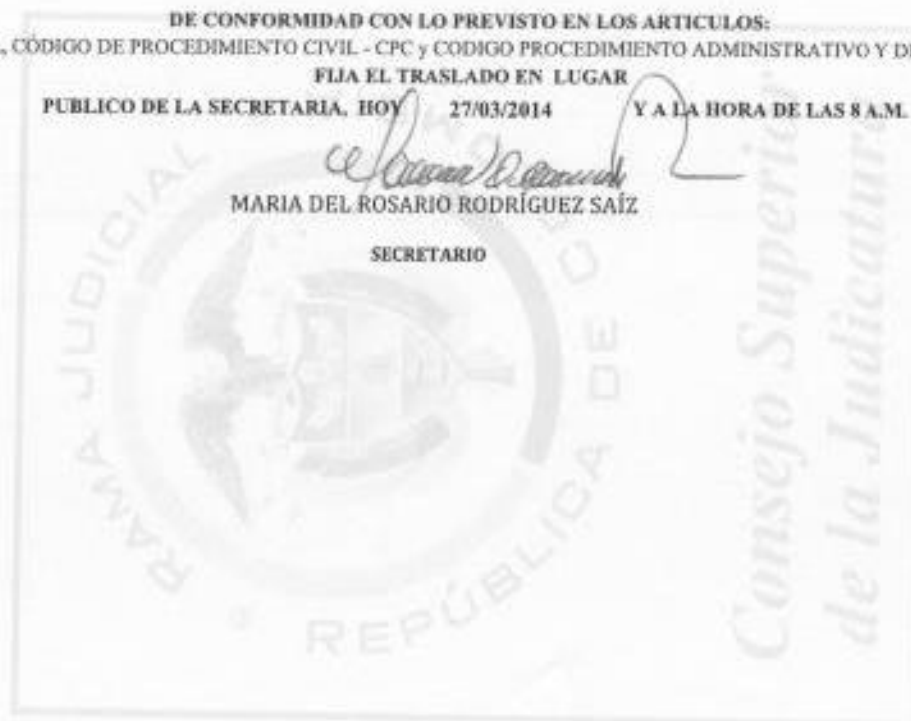 DE CONFORMIDAD CON LO PREVISTO EN LOS ARTICULOS:
, CÓDIGO DE PROCEDIMIENTO CIVIL - CPC y CODIGO PROCEDIMIENTO ADMINISTRATIVO Y DE
FIJA EL TRASLADO EN LUGAR
PUBLICO DE LA SECRETARIA, HOY 27/03/2014 Y A LA HORA DE LAS 8 A.M.
MARIA DEL ROSARIO RODRÍGUEZ SAÍZ
SECRETARIO
RAMA JUDICIAL
REPÚBLICA DE
Consejo Superior
de la Judicatura